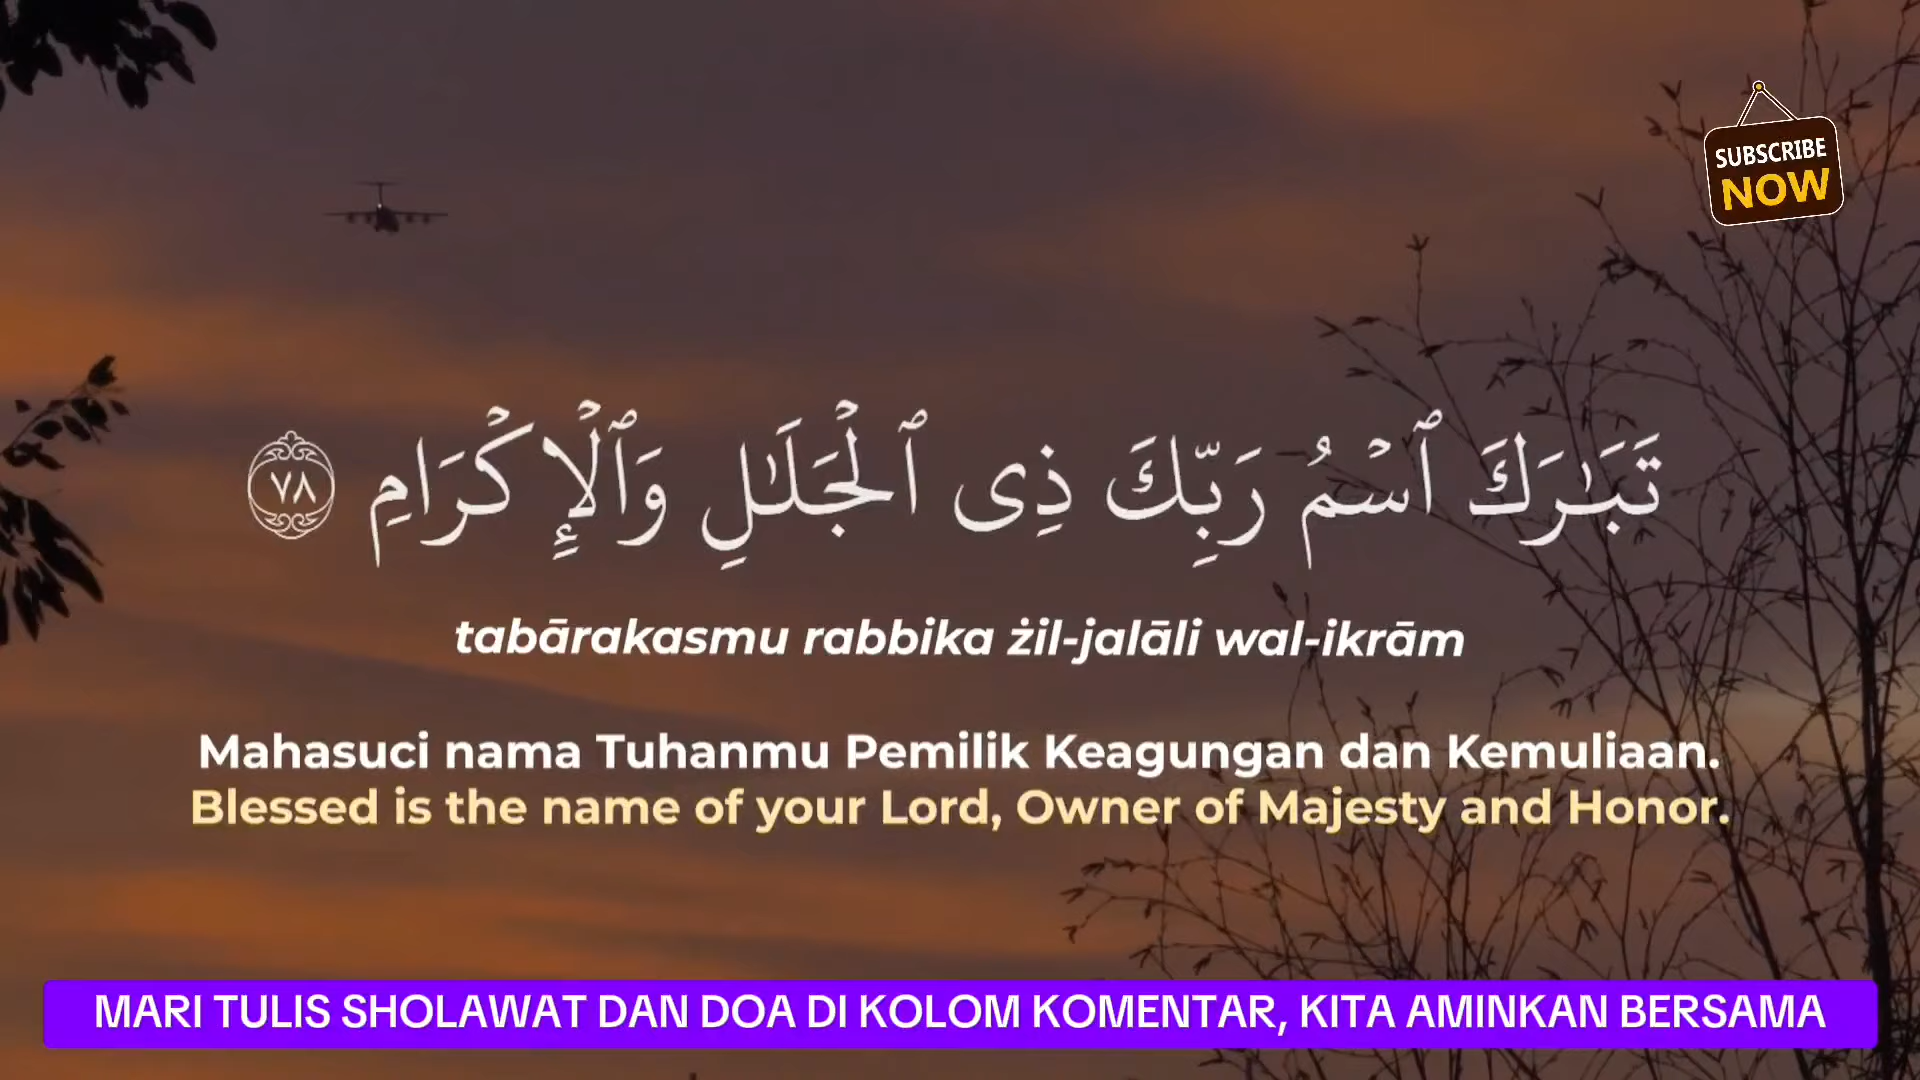 SUBSCRIBE
NOW
تَبَـٰرَكَ ٱسْمُ رَبِّكَ ذِى ٱلْجَلَـٰلِ وَٱلْإِكْرَامِ ٧٨
tabārakasmu rabbika żil-jalāli wal-ikrām
Mahasuci nama Tuhanmu Pemilik Keagungan dan Kemuliaan.
Blessed is the name of your Lord, Owner of Majesty and Honor.
MARI TULIS SHOLAWAT DAN DOA DI KOLOM KOMENTAR, KITA AMINKAN BERSAMA